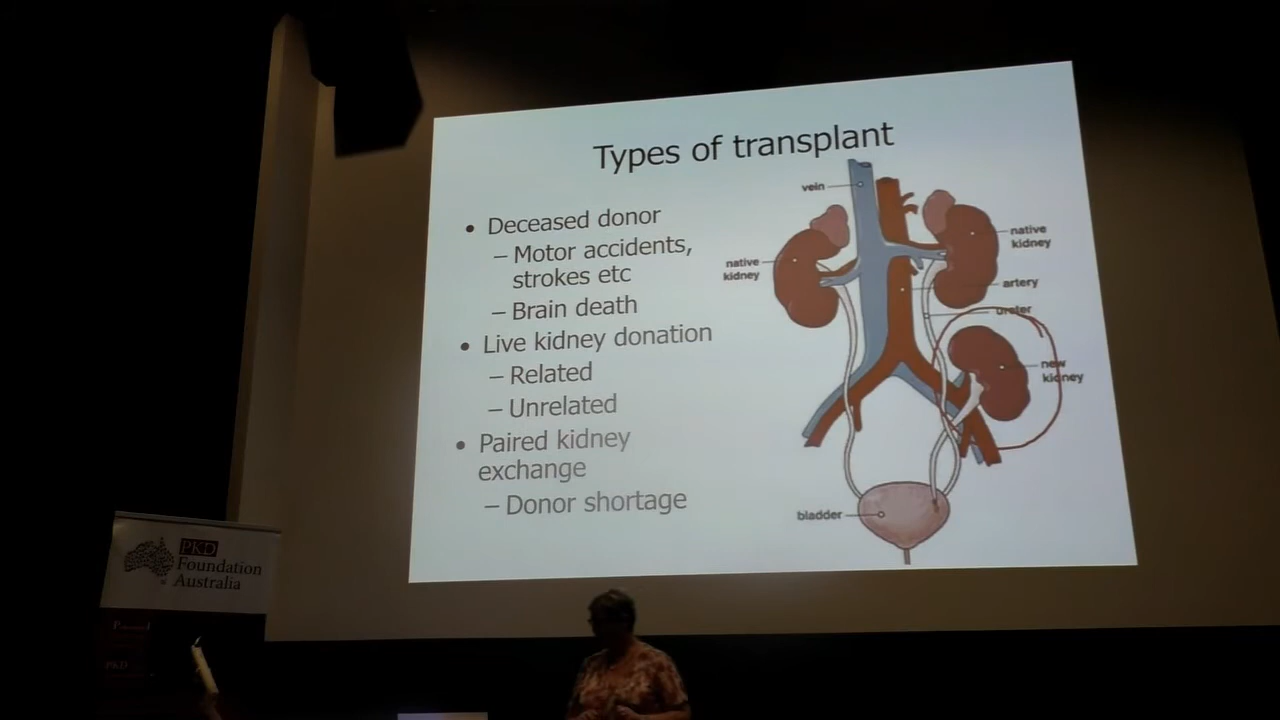 Types of transplant
• Deceased donor
– Motor accidents,
strokes etc
– Brain death
• Live kidney donation
– Related
– Unrelated
• Paired kidney
exchange
– Donor shortage
vein
native
kidney
native
kidney
artery
ureter
new
kidney
bladder
PKD
Foundation
Australia
PKD